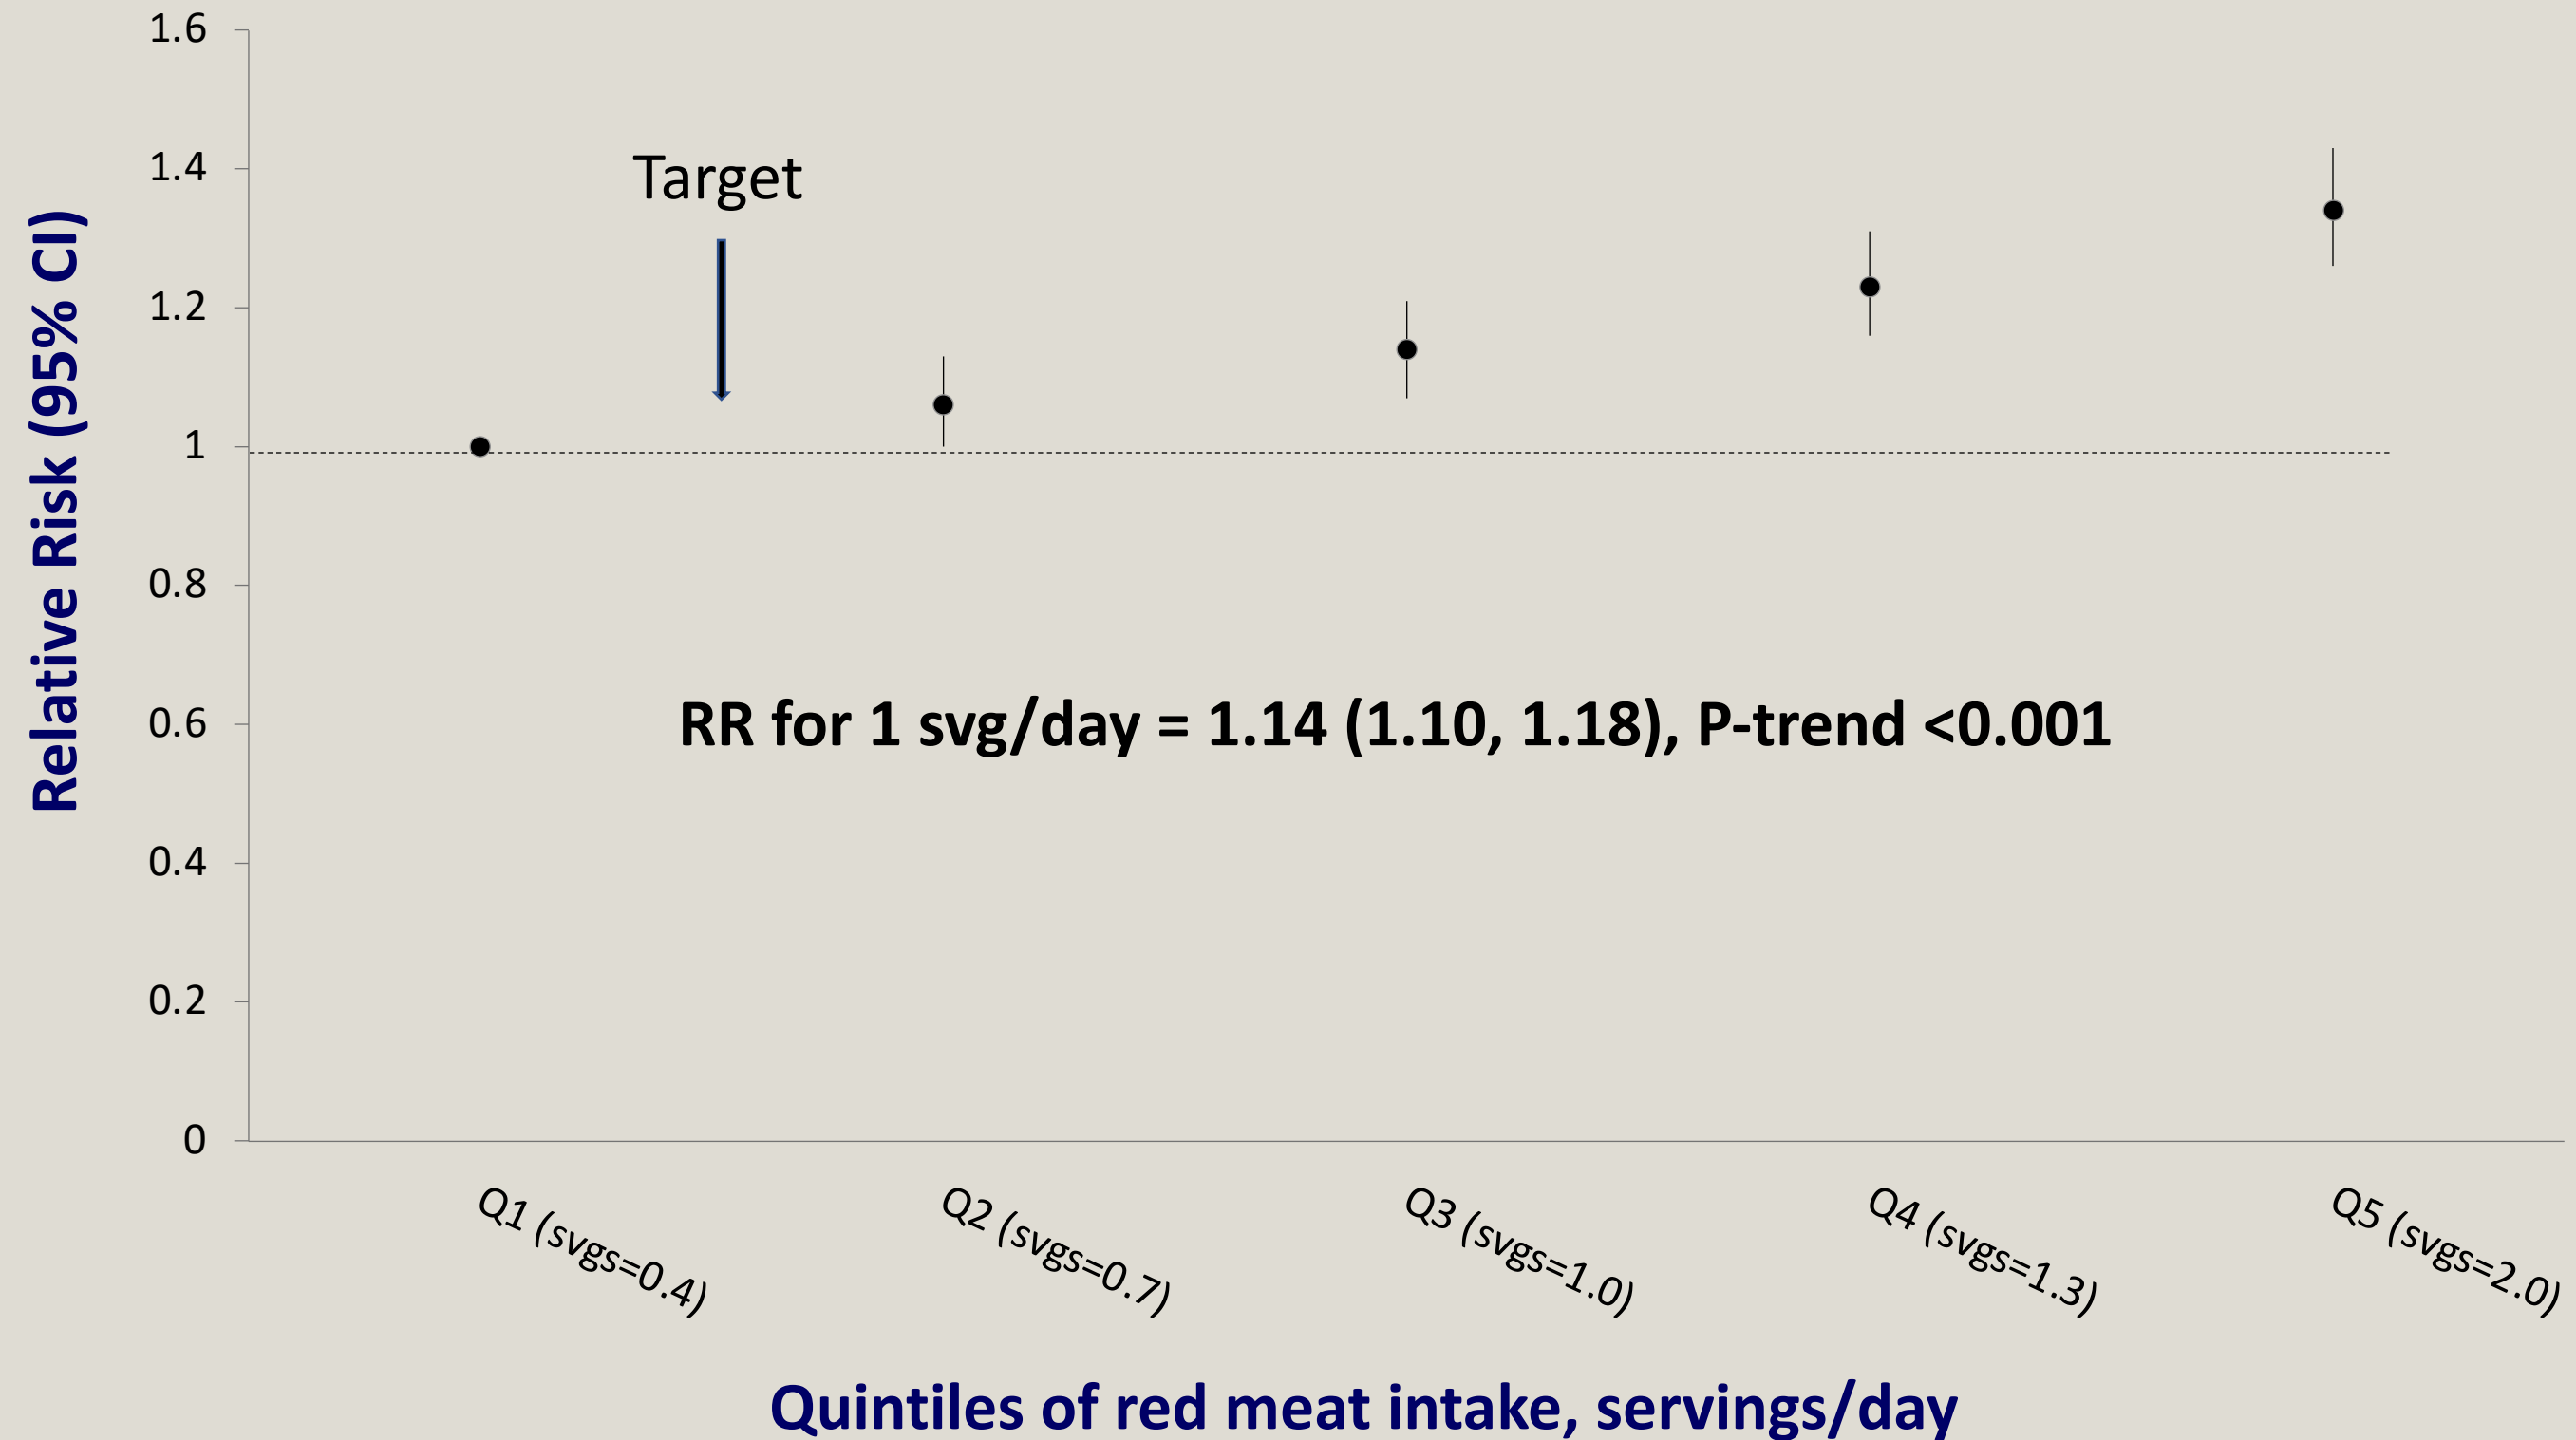 1.6
1.4
1.2
1
0.8
0.6
0.4
0.2
0
Relative Risk (95% CI)
Target
RR for 1 svg/day = 1.14 (1.10, 1.18), P-trend <0.001
Q1 (svgs=0.4)
Q2 (svgs=0.7)
Q3 (svgs=1.0)
Q4 (svgs=1.3)
Q5 (svgs=2.0)
Quintiles of red meat intake, servings/day